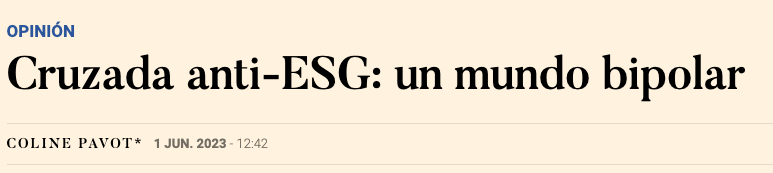 OPINIÓN
Cruzada anti-ESG: un mundo bipolar
COLINE PAVOT* 1 JUN. 2023 - 12:42